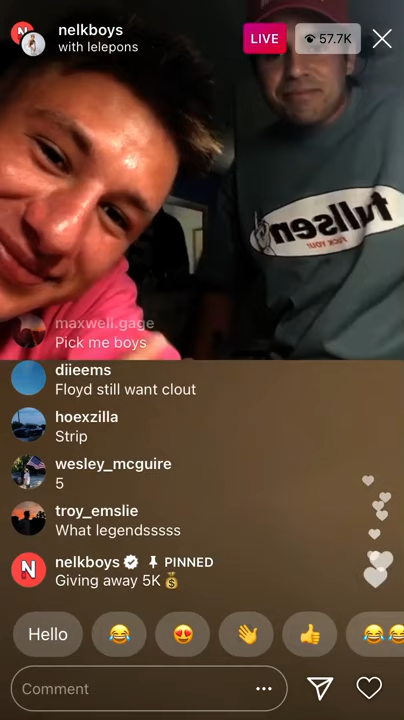 nelkboys
with lelepons
LIVE
57.7K
fullsen
FUCK YOU!
maxwell.gage
Pick me boys
diieems
Floyd still want clout
hoexzilla
Strip
wesley_mcguire
5
troy_emslie
What legendsssss
N
nelkboys PINNED
Giving away 5K 💰
Hello 😂 😍 👋 👍 😂😂
Comment ...